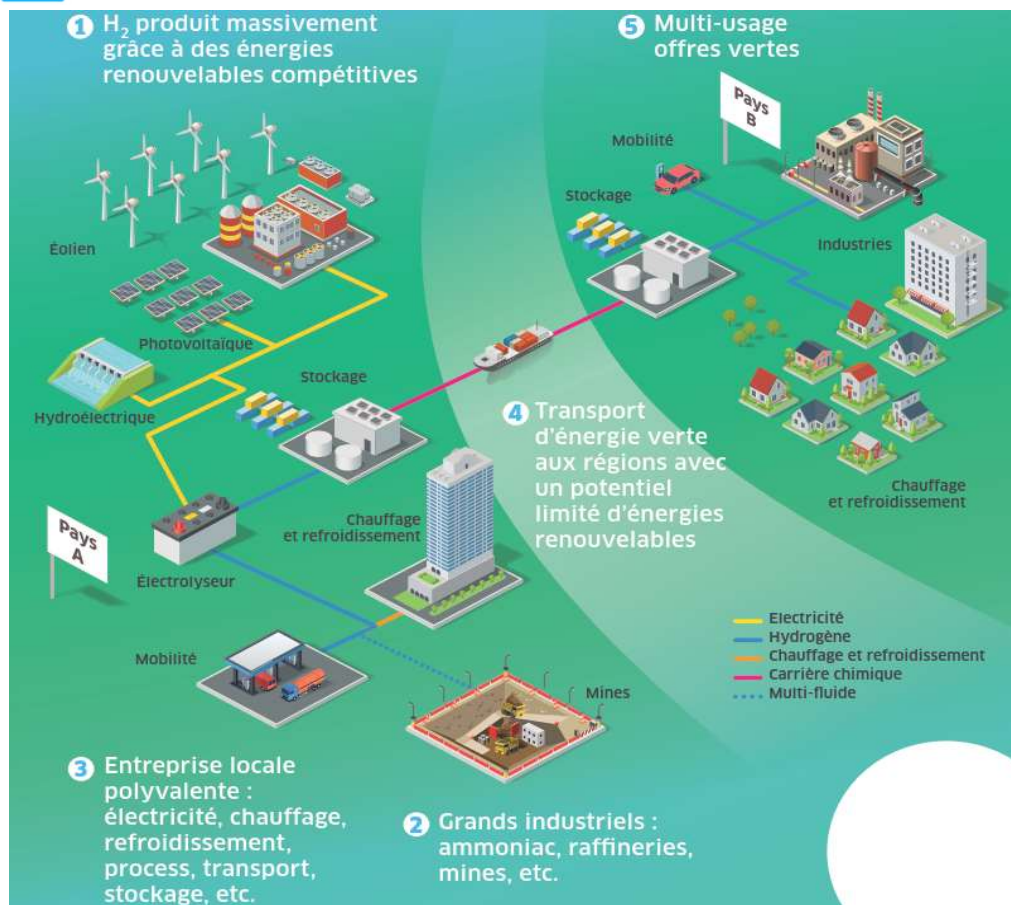 1 H₂ produit massivement
grâce à des énergies
renouvelables compétitives
5 Multi-usage
offres vertes
Pays
B
Mobilité
Stockage
Industries
Éolien
Photovoltaïque
Hydroélectrique
Stockage
4 Transport
d'énergie verte
aux régions avec
un potentiel
limité d'énergies
renouvelables
Chauffage
et refroidissement
Chauffage
et refroidissement
Pays
A
Électrolyseur
Mobilité
Mines
Electricité
Hydrogène
Chauffage et refroidissement
Carrière chimique
Multi-fluide
3 Entreprise locale
polyvalente :
électricité, chauffage,
refroidissement,
process, transport,
stockage, etc.
2 Grands industriels :
ammoniac, raffineries,
mines, etc.